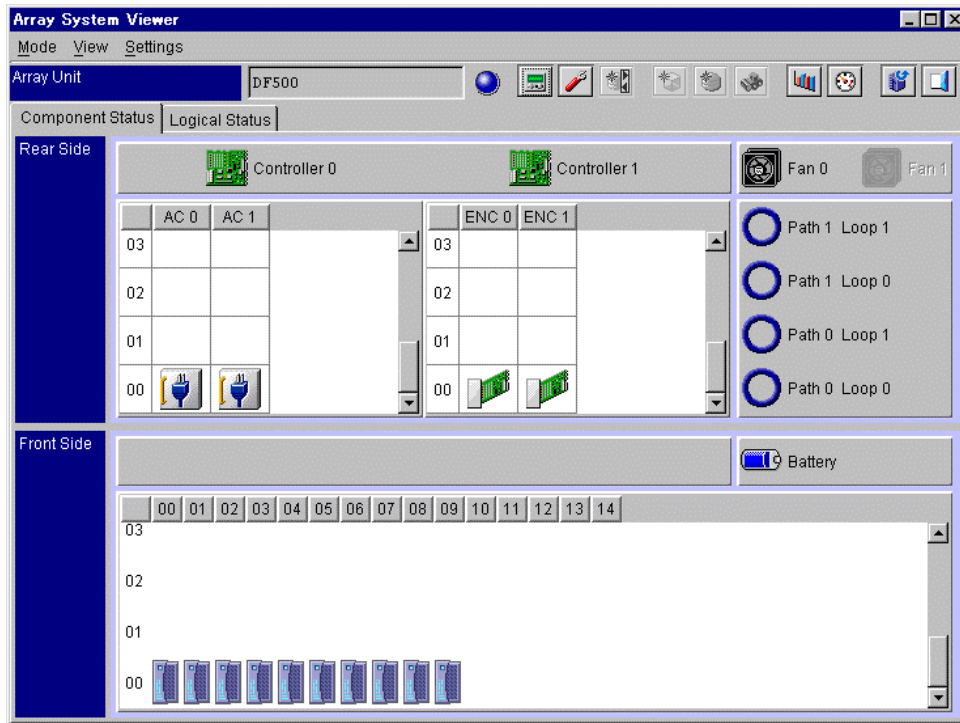 Array System Viewer
Mode View Settings
Array Unit DF500
Component Status Logical Status
Rear Side
Controller 0 Controller 1 Fan 0 Fan 1
AC 0 AC 1
03
02
01
00
ENC 0 ENC 1
03
02
01
00
Path 1 Loop 1
Path 1 Loop 0
Path 0 Loop 1
Path 0 Loop 0
Front Side
Battery
00 01 02 03 04 05 06 07 08 09 10 11 12 13 14
03
02
01
00